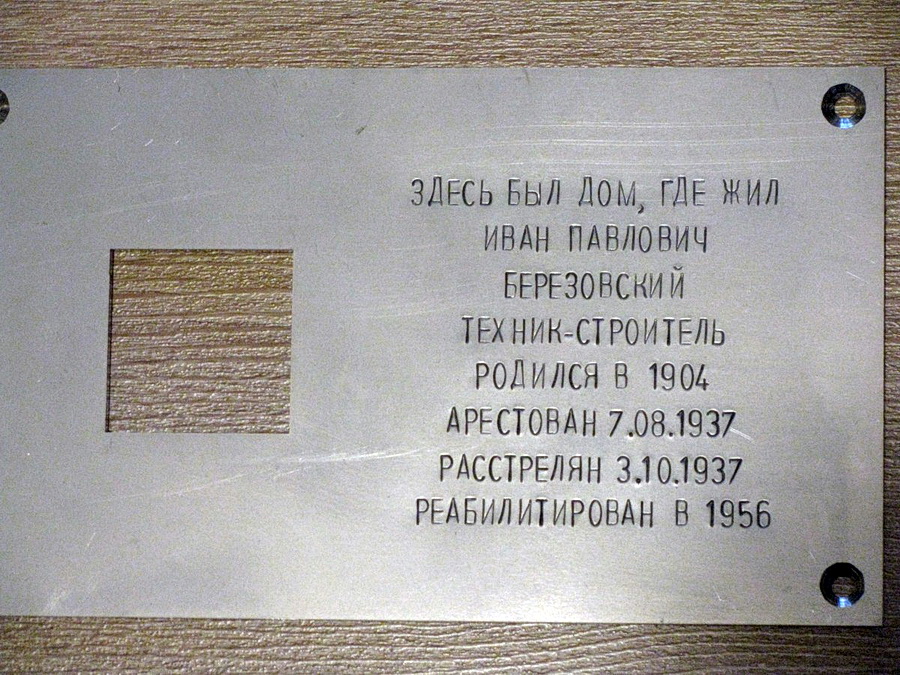 ЗДЕСЬ БЫЛ ДОМ, ГДЕ ЖИЛ
ИВАН ПАВЛОВИЧ
БЕРЕЗОВСКИЙ
ТЕХНИК-СТРОИТЕЛЬ
РОДИЛСЯ В 1904
АРЕСТОВАН 7.08.1937
РАССТРЕЛЯН 3.10.1937
РЕАБИЛИТИРОВАН В 1956